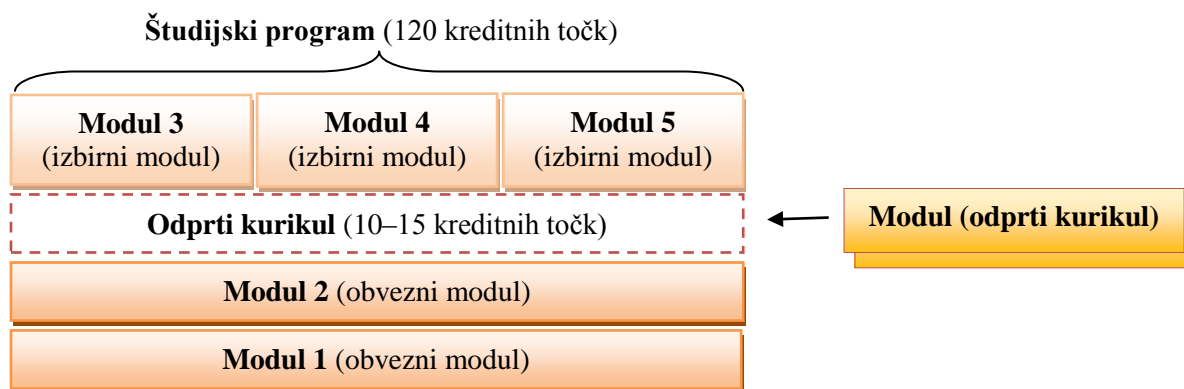 Študijski program (120 kreditnih točk)
Modul 3
(izbirni modul)
Modul 4
(izbirni modul)
Modul 5
(izbirni modul)
Odprti kurikul (10–15 kreditnih točk)
Modul (odprti kurikul)
Modul 2 (obvezni modul)
Modul 1 (obvezni modul)